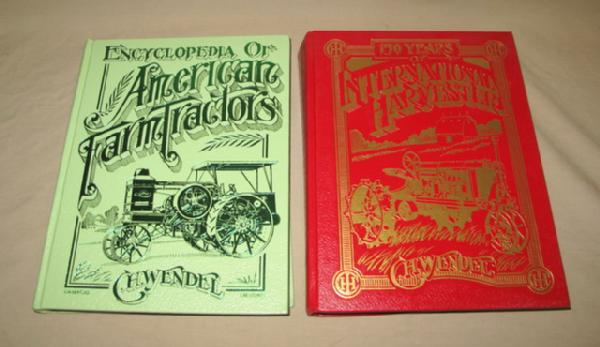 ENCYCLOPEDIA OF
AMERICAN
FARM TRACTORS
C.H. WENDEL
150 YEARS
OF
INTERNATIONAL
HARVESTER
C.H. WENDEL